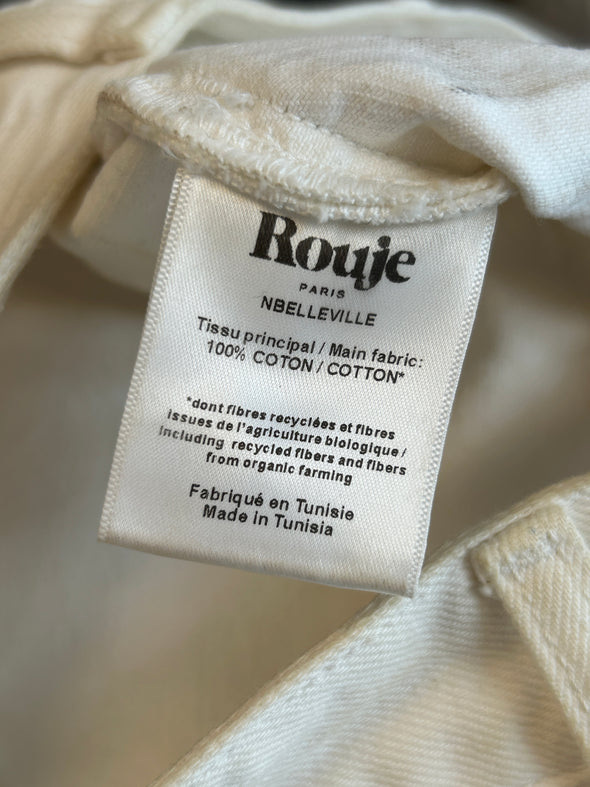 Rouje
PARIS
NBELLEVILLE
Tissu principal / Main fabric:
100% COTON / COTTON*
*dont fibres recyclées et fibres
issues de l'agriculture biologique /
Including recycled fibers and fibers
from organic farming
Fabriqué en Tunisie
Made in Tunisia